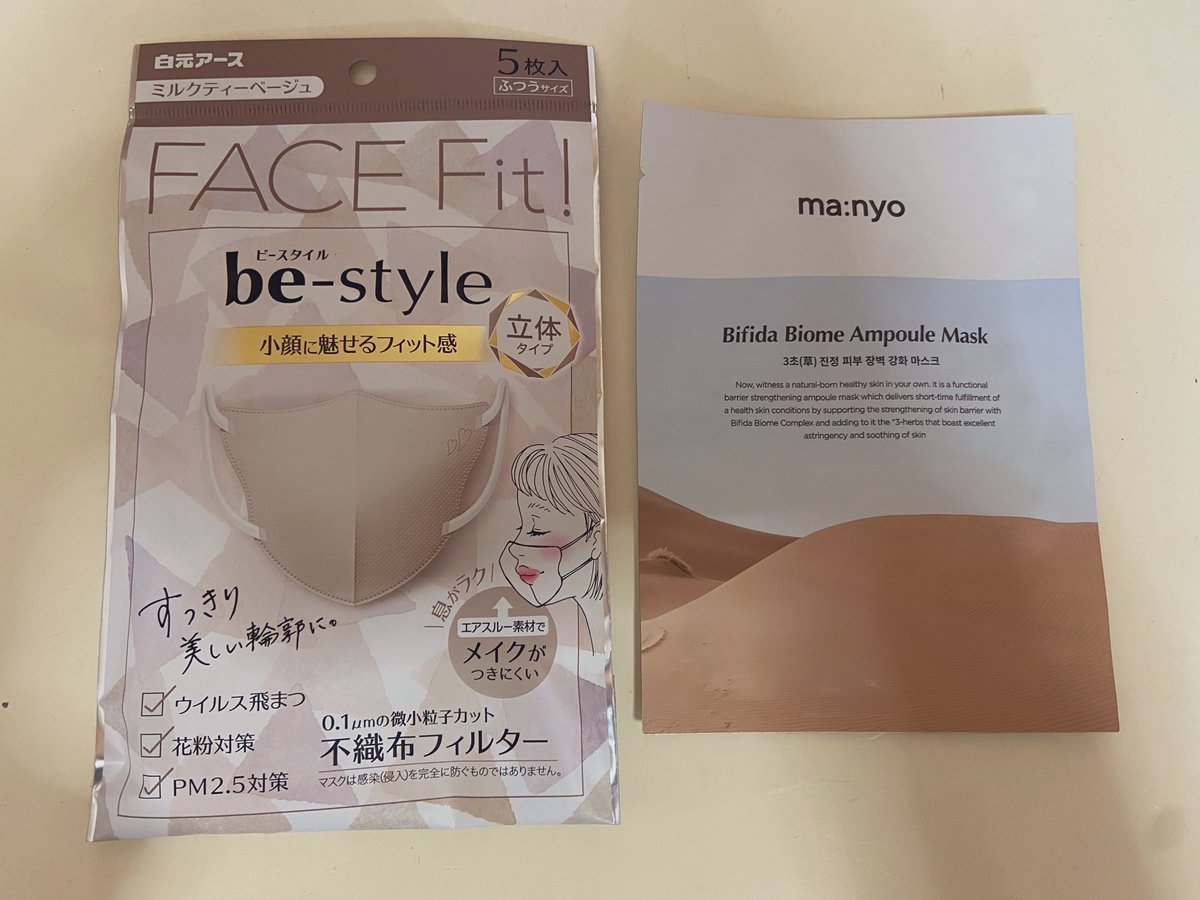 白元アース
ミルクティーベージュ
5枚入
ふつうサイズ
FACE Fit!
ビースタイル
be-style
小顔に魅せるフィット感
立体
タイプ
すっきり
美しい輪郭に。
息がラク
エアスルー素材で
メイクが
つきにくい
ウイルス飛まつ
花粉対策
PM2.5対策
0.1μmの微小粒子カット
不織布フィルター
マスクは感染(侵入)を完全に防ぐものではありません。
ma:nyo
Bifida Biome Ampoule Mask
3초(草) 진정 피부 장벽 강화 마스크
Now, witness a natural-born healthy skin in your own. It is a functional
barrier strengthening ampoule mask which delivers short-time fulfillment of
a health skin conditions by supporting the strengthening of skin barrier with
Bifida Biome Complex and adding to it the *3-herbs that boast excellent
astringency and soothing of skin